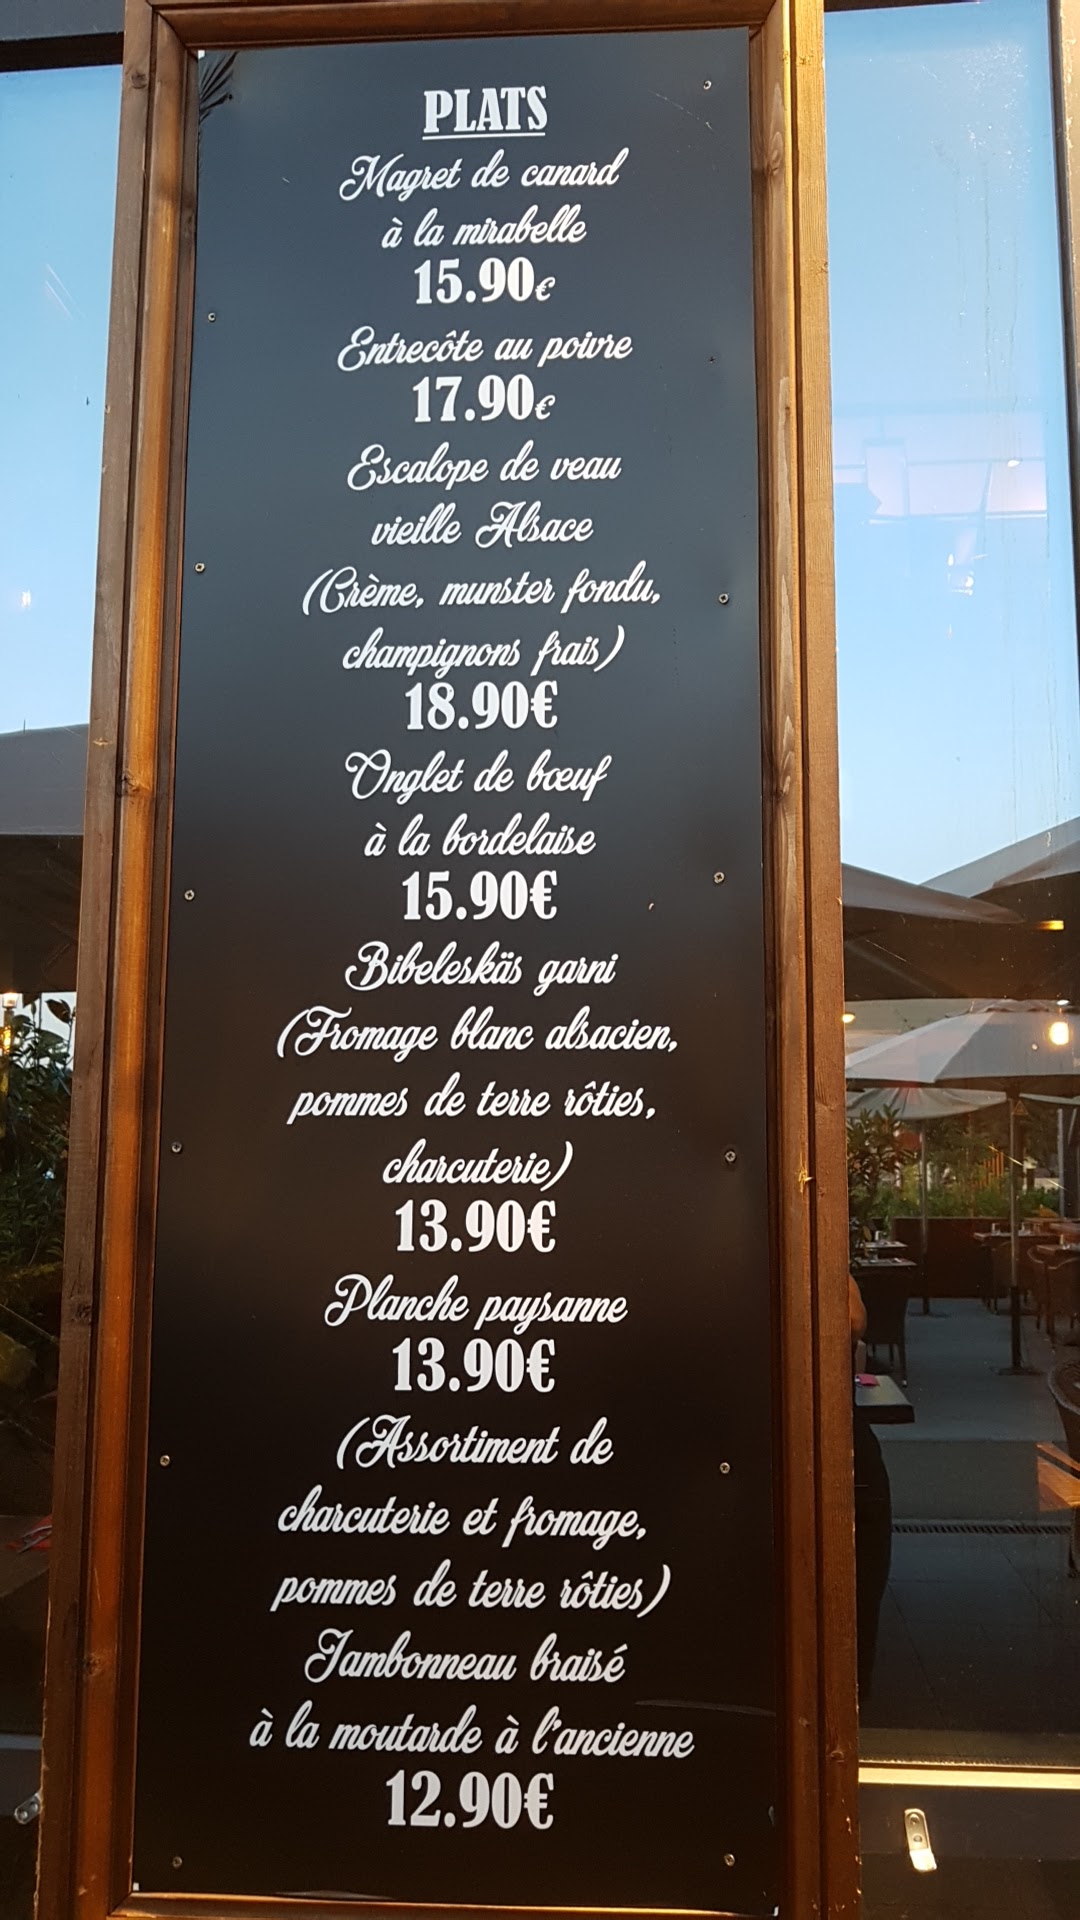 PLATS
Magret de canard
à la mirabelle
15.90€
Entrecôte au poivre
17.90€
Escalope de veau
vieille Alsace
(Crème, munster fondu,
champignons frais)
18.90€
Onglet de bœuf
à la bordelaise
15.90€
Bibeleskäs garni
(Fromage blanc alsacien,
pommes de terre rôties,
charcuterie)
13.90€
Planche paysanne
13.90€
(Assortiment de
charcuterie et fromage,
pommes de terre rôties)
Jambonneau braisé
à la moutarde à l'ancienne
12.90€